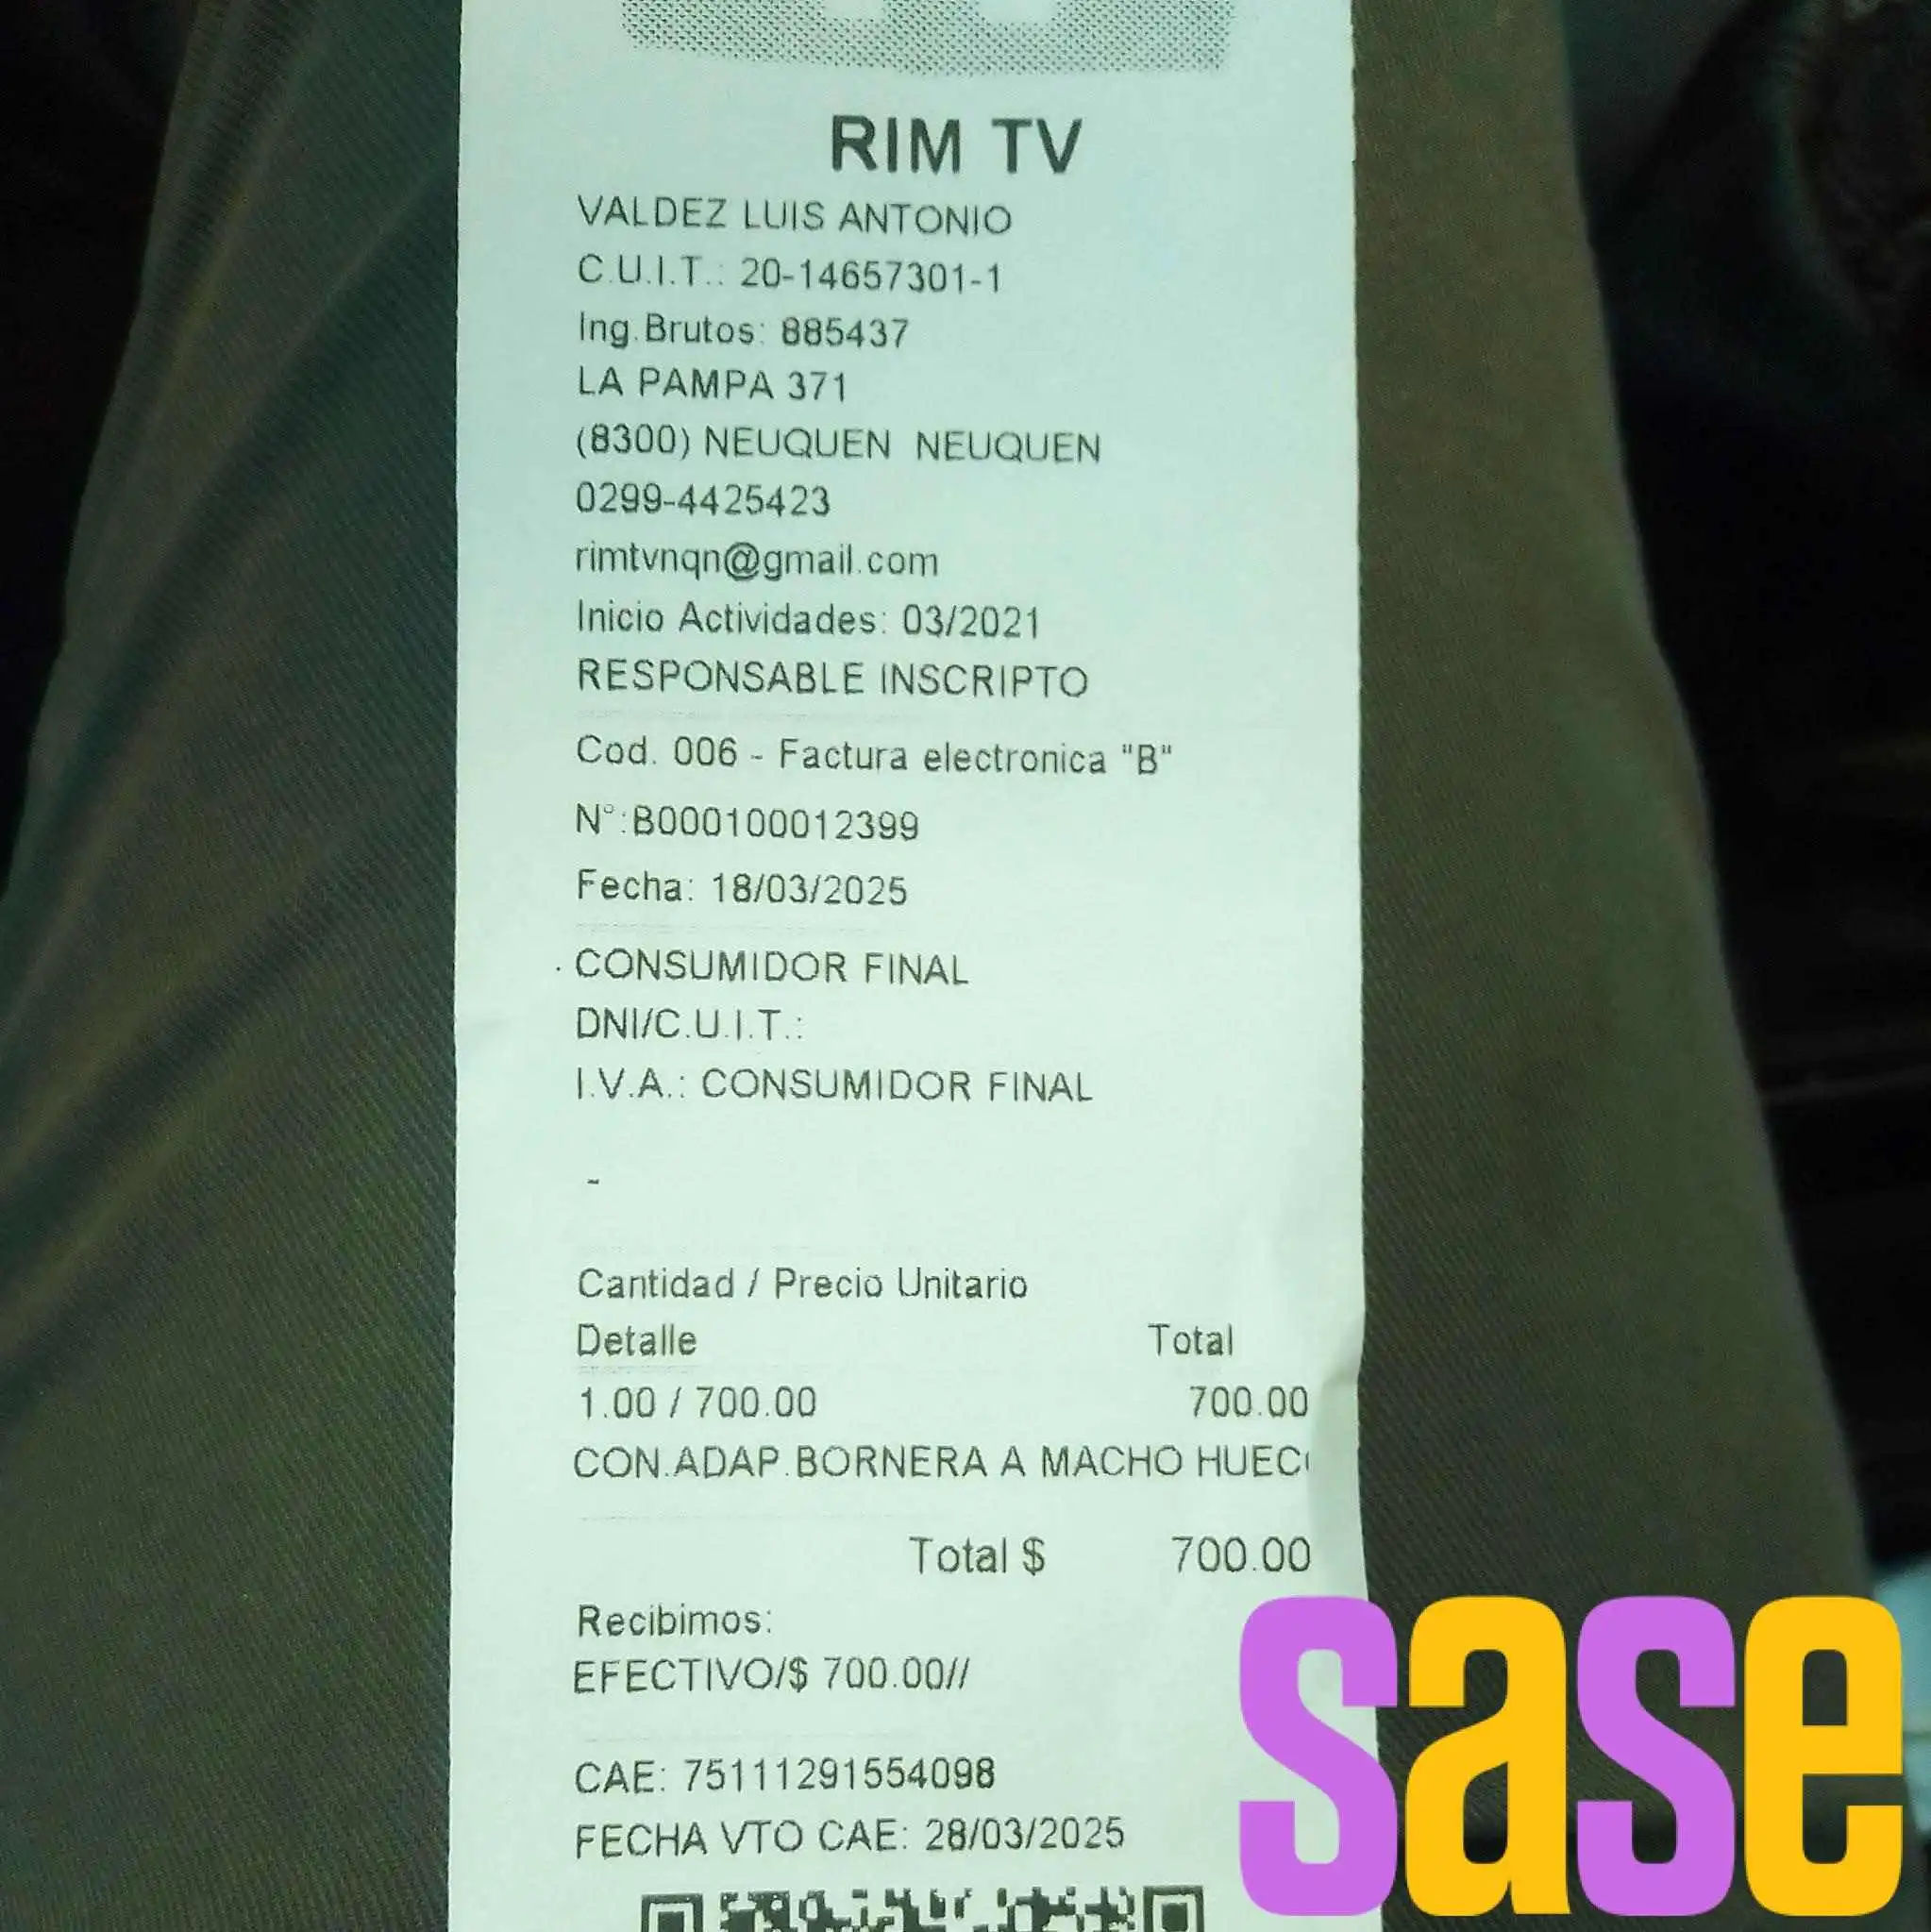 RIM TV
VALDEZ LUIS ANTONIO
C.U.I.T.: 20-14657301-1
Ing.Brutos: 885437
LA PAMPA 371
(8300) NEUQUEN NEUQUEN
0299-4425423
rimtvnqn@gmail.com
Inicio Actividades: 03/2021
RESPONSABLE INSCRIPTO
Cod. 006 - Factura electronica "B"
N°:B000100012399
Fecha: 18/03/2025
CONSUMIDOR FINAL
DNI/C.U.I.T.:
I.V.A.: CONSUMIDOR FINAL
-
Cantidad / Precio Unitario
Detalle Total
1.00 / 700.00 700.00
CON.ADAP.BORNERA A MACHO HUEC
Total $ 700.00
Recibimos:
EFECTIVO/$ 700.00//
CAE: 75111291554098
FECHA VTO CAE: 28/03/2025
sase